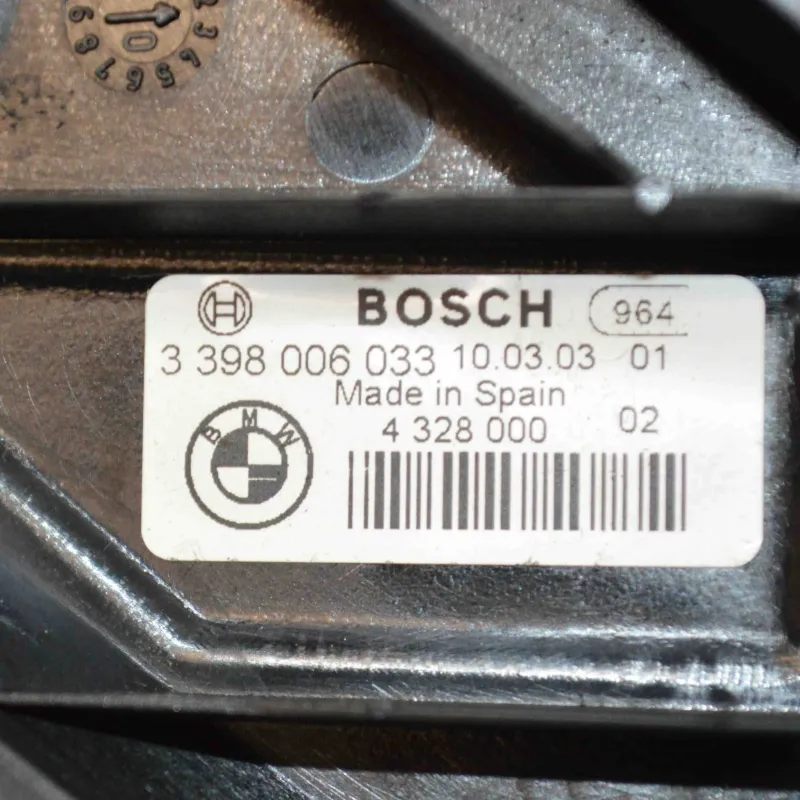 BOSCH 964
3 398 006 033 10.03.03 01
Made in Spain
4 328 000 02
BMW